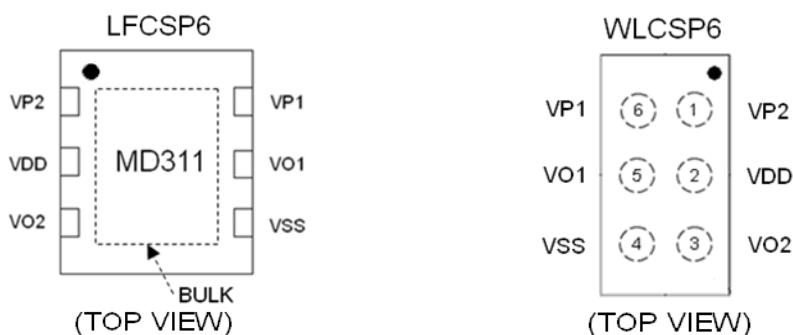 LFCSP6
VP2
VP1
VDD
MD311
VO1
VO2
VSS
BULK
(TOP VIEW)
WLCSP6
VP1
6
1
VP2
VO1
5
2
VDD
VSS
4
3
VO2
(TOP VIEW)